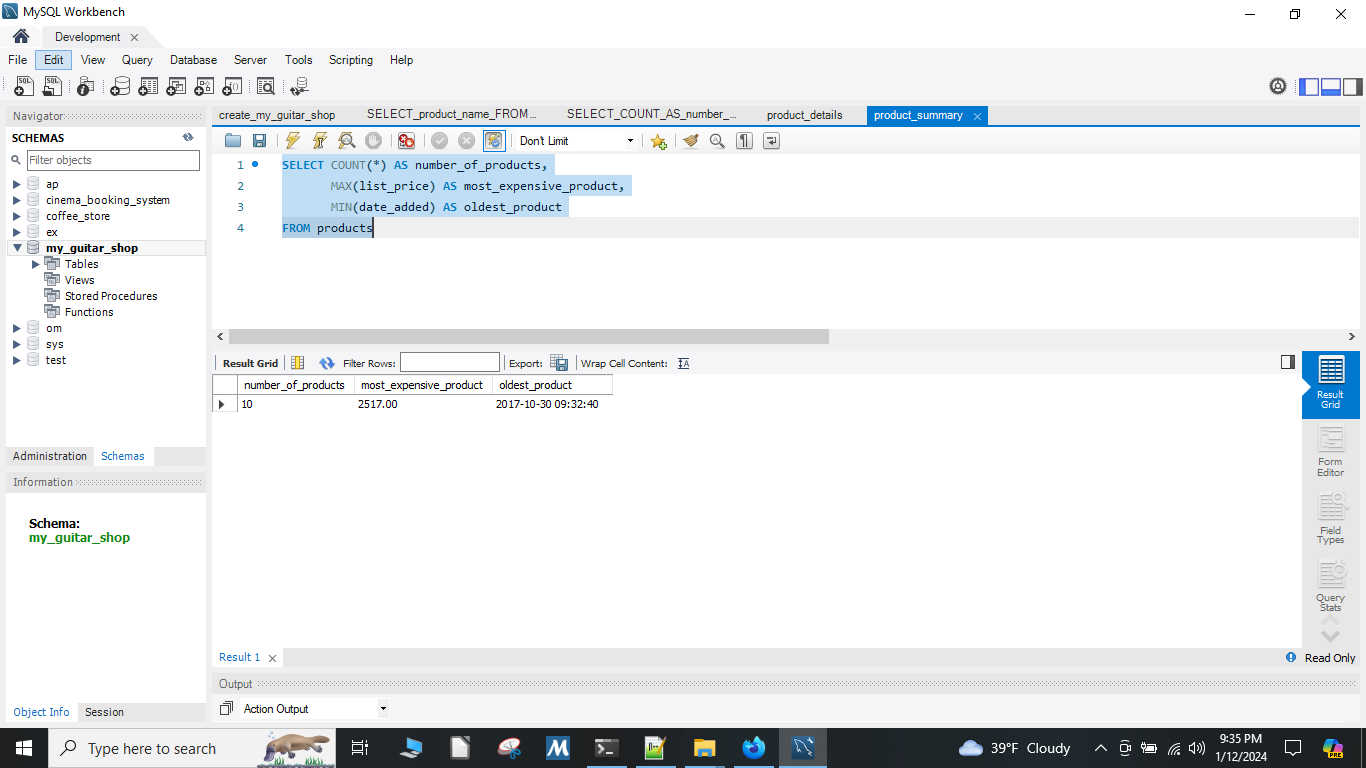 MySQL Workbench
Development
File Edit View Query Database Server Tools Scripting Help
Navigator
SCHEMAS
Filter objects
ap
cinema_booking_system
coffee_store
ex
my_guitar_shop
Tables
Views
Stored Procedures
Functions
om
sys
test
Administration Schemas
Information
Schema:
my_guitar_shop
Object Info Session
create_my_guitar_shop SELECT_product_name_FROM... SELECT_COUNT_AS_number_... product_details product_summary
Don't Limit
1 SELECT COUNT(*) AS number_of_products,
2 MAX(list_price) AS most_expensive_product,
3 MIN(date_added) AS oldest_product
4 FROM products
Result Grid Filter Rows: Export: Wrap Cell Content:
number_of_products most_expensive_product oldest_product
10 2517.00 2017-10-30 09:32:40
Result
Grid
Form
Editor
Field
Types
Query
Stats
Result 1
Read Only
Output
Action Output
Type here to search
39°F Cloudy
9:35 PM
1/12/2024